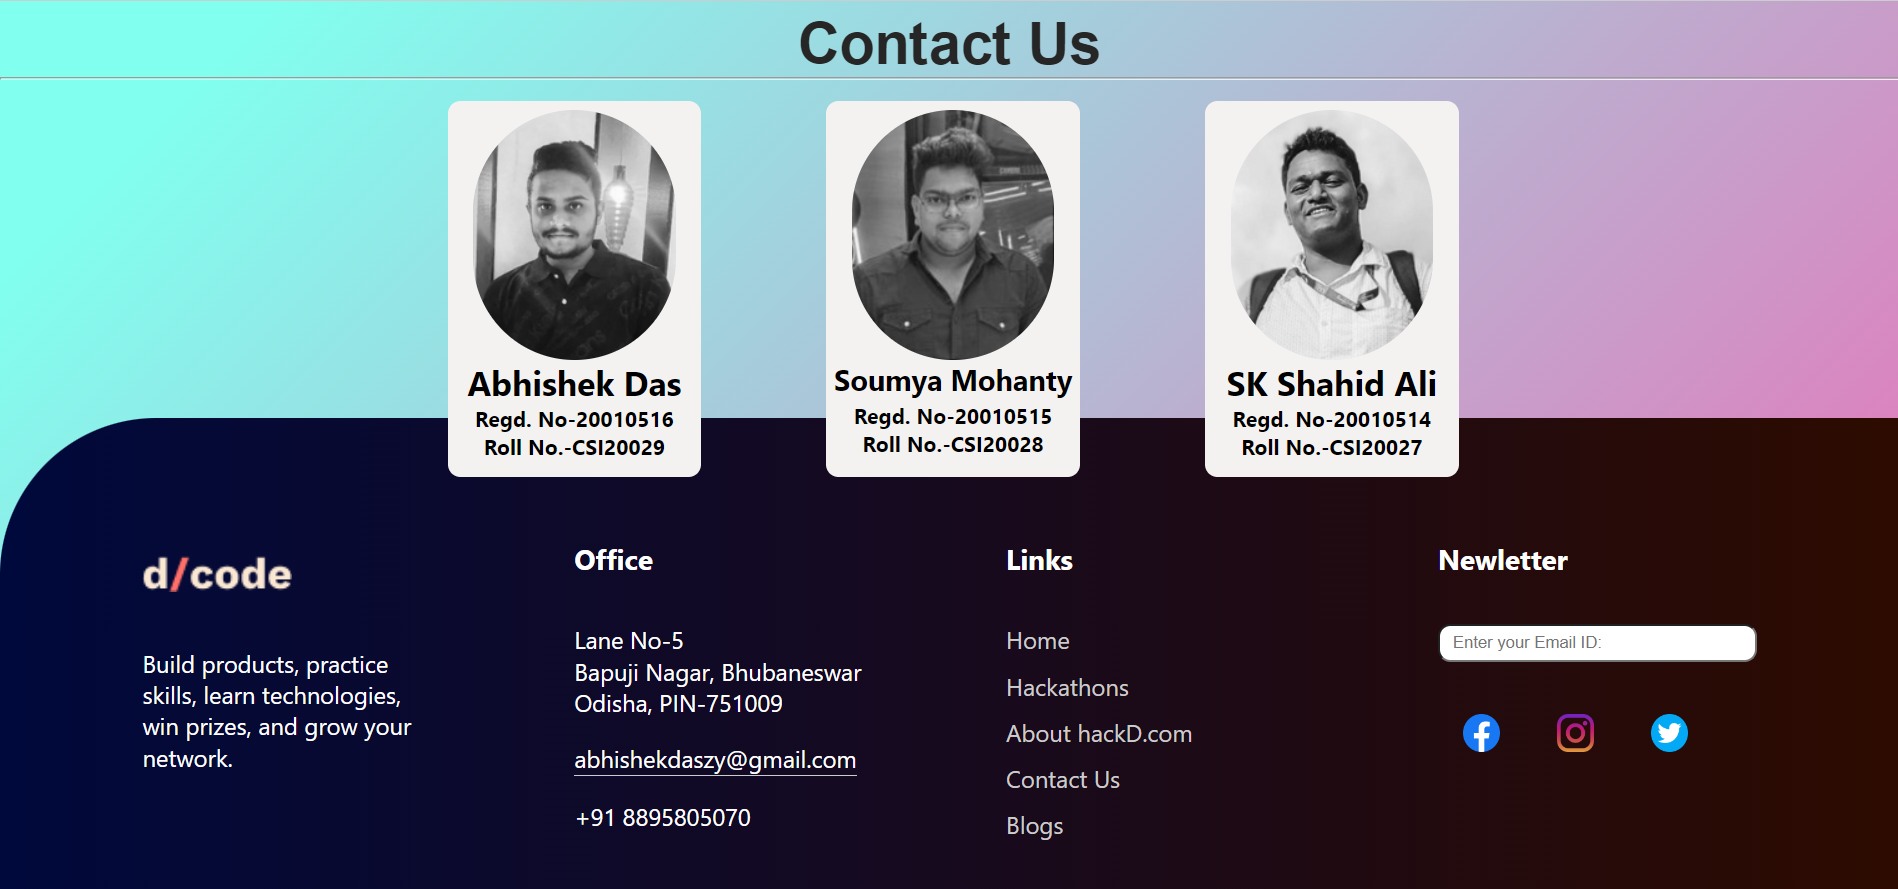 Contact Us
Abhishek Das
Regd. No-20010516
Roll No.-CSI20029
Soumya Mohanty
Regd. No-20010515
Roll No.-CSI20028
SK Shahid Ali
Regd. No-20010514
Roll No.-CSI20027
d/code
Build products, practice
skills, learn technologies,
win prizes, and grow your
network.
Office
Lane No-5
Bapuji Nagar, Bhubaneswar
Odisha, PIN-751009
abhishekdaszy@gmail.com
+91 8895805070
Links
Home
Hackathons
About hackD.com
Contact Us
Blogs
Newletter
Enter your Email ID: